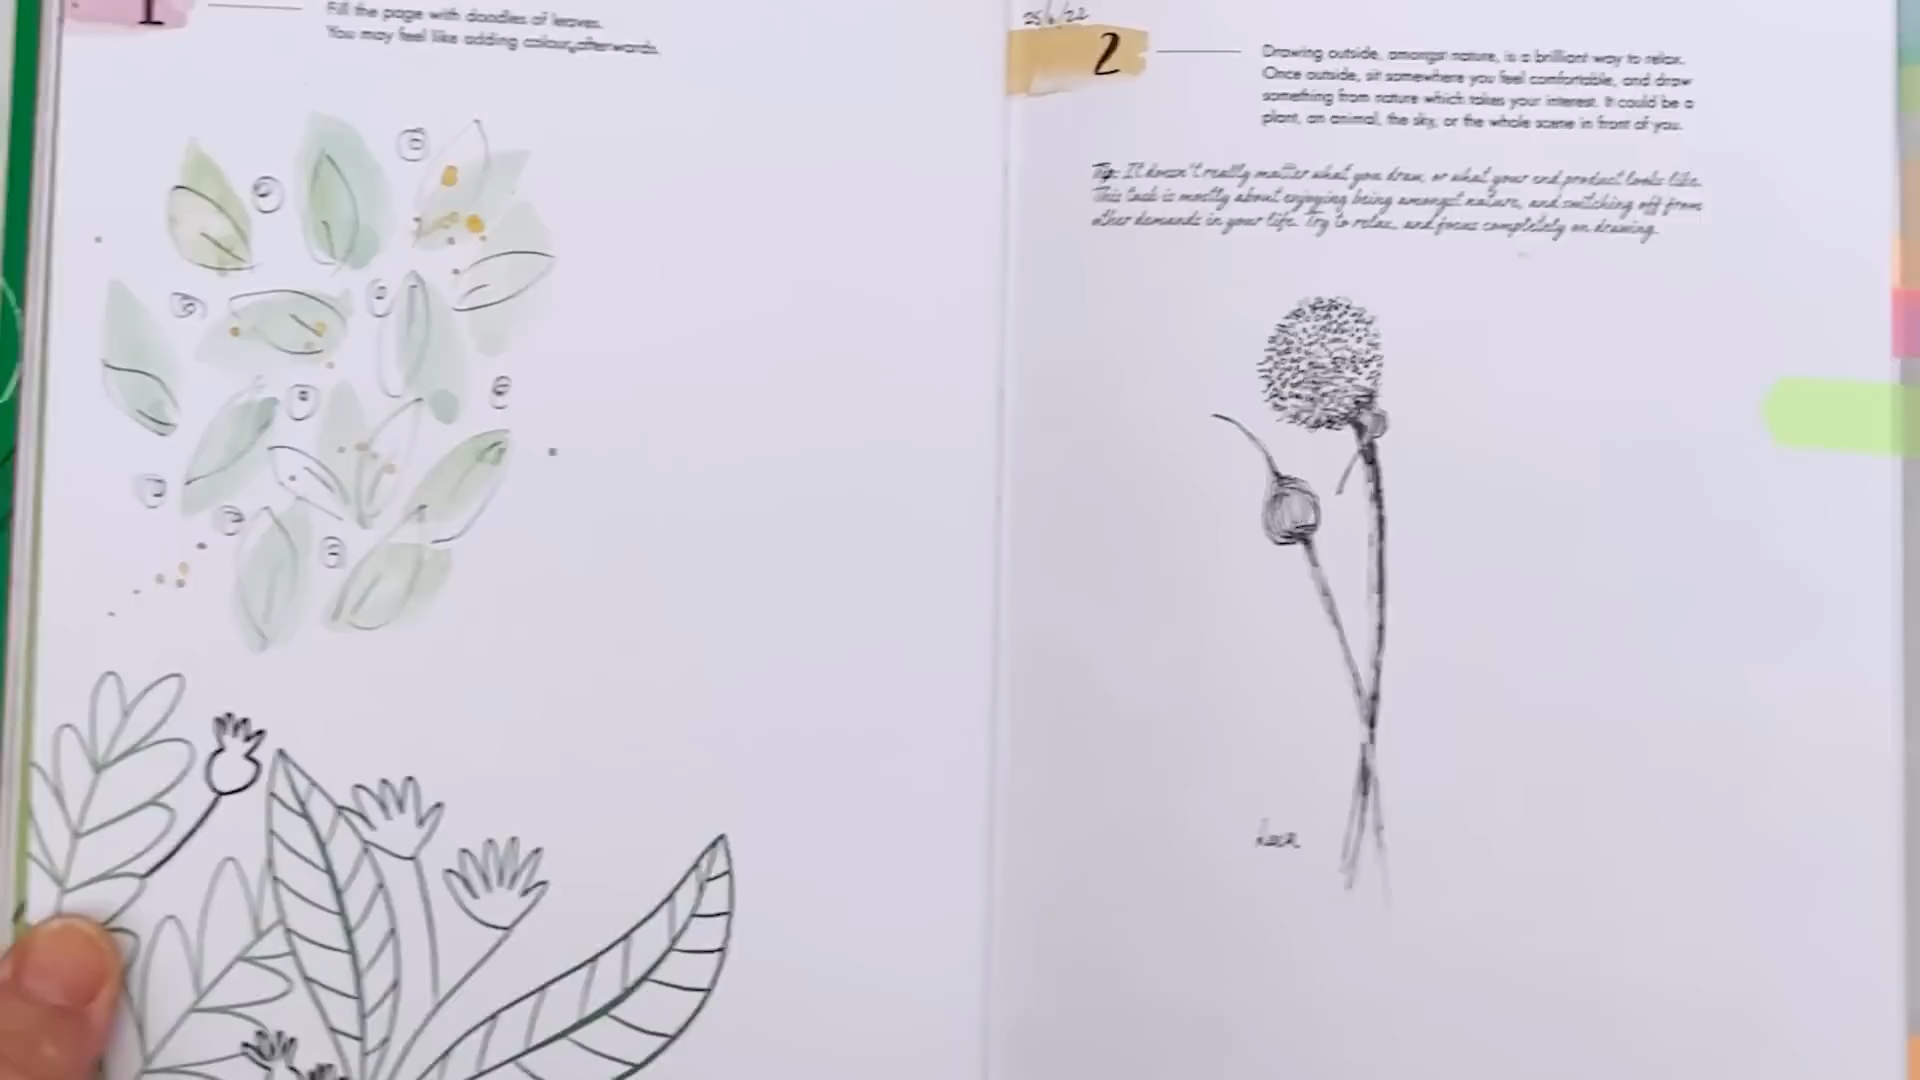 1
Fill the page with doodles of leaves.
You may feel like adding colour afterwards.
25/6/22
2
Drawing outside, amongst nature, is a brilliant way to relax.
Once outside, sit somewhere you feel comfortable, and draw
something from nature which takes your interest. It could be a
plant, an animal, the sky, or the whole scene in front of you.
Tip: It doesn't really matter what you draw, or what your end product looks like.
This task is mostly about enjoying being amongst nature, and switching off from
other demands in your life. Try to relax, and focus completely on drawing.